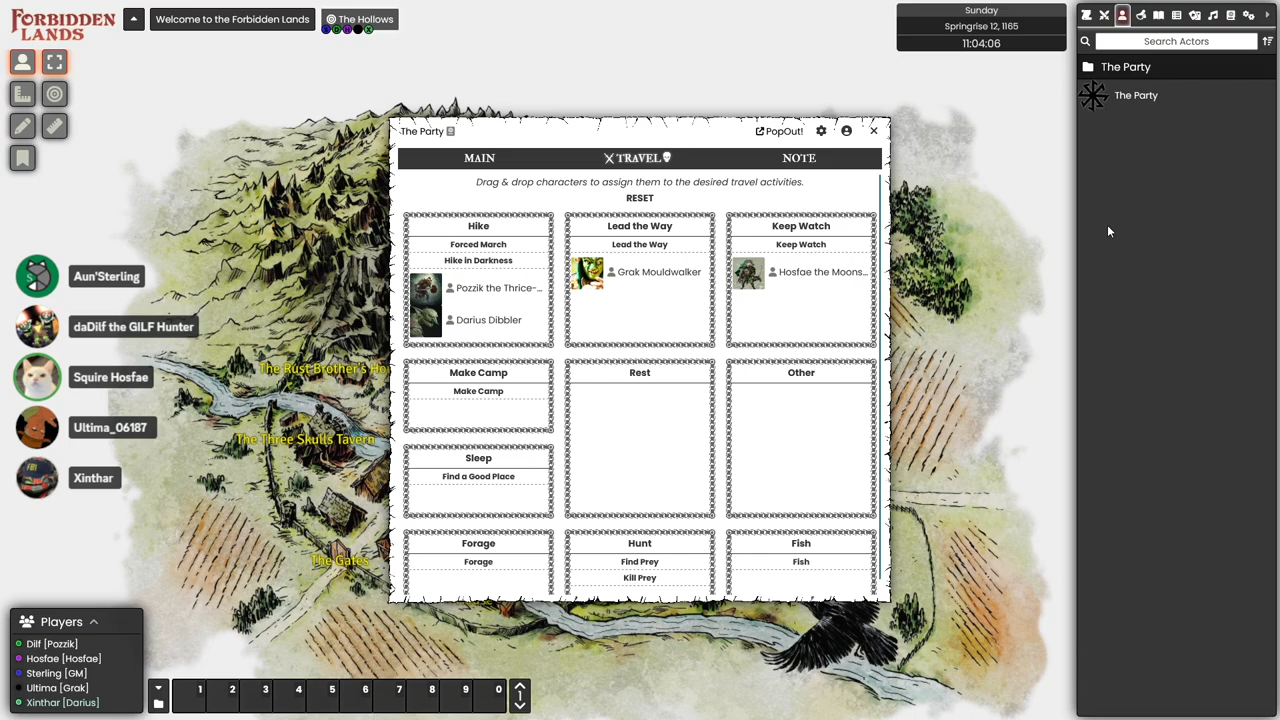 FORBIDDEN
LANDS
Welcome to the Forbidden Lands
The Hollows
S D H U X
Sunday
Springrise 12, 1165
11:04:06
Search Actors
The Party
The Party
Aun'Sterling
daDilf the GILF Hunter
Squire Hosfae
Ultima_06187
Xinthar
The Rust Brother's Ho
The Three Skulls Tavern
The Gates
The Party
PopOut!
MAIN
TRAVEL
NOTE
Drag & drop characters to assign them to the desired travel activities.
RESET
Hike
Forced March
Hike in Darkness
Pozzik the Thrice-...
Darius Dibbler
Lead the Way
Lead the Way
Grak Mouldwalker
Keep Watch
Keep Watch
Hosfae the Moons...
Make Camp
Make Camp
Rest
Other
Sleep
Find a Good Place
Forage
Forage
Hunt
Find Prey
Kill Prey
Fish
Fish
Players
Dilf [Pozzik]
Hosfae [Hosfae]
Sterling [GM]
Ultima [Grak]
Xinthar [Darius]
1 2 3 4 5 6 7 8 9 0
1